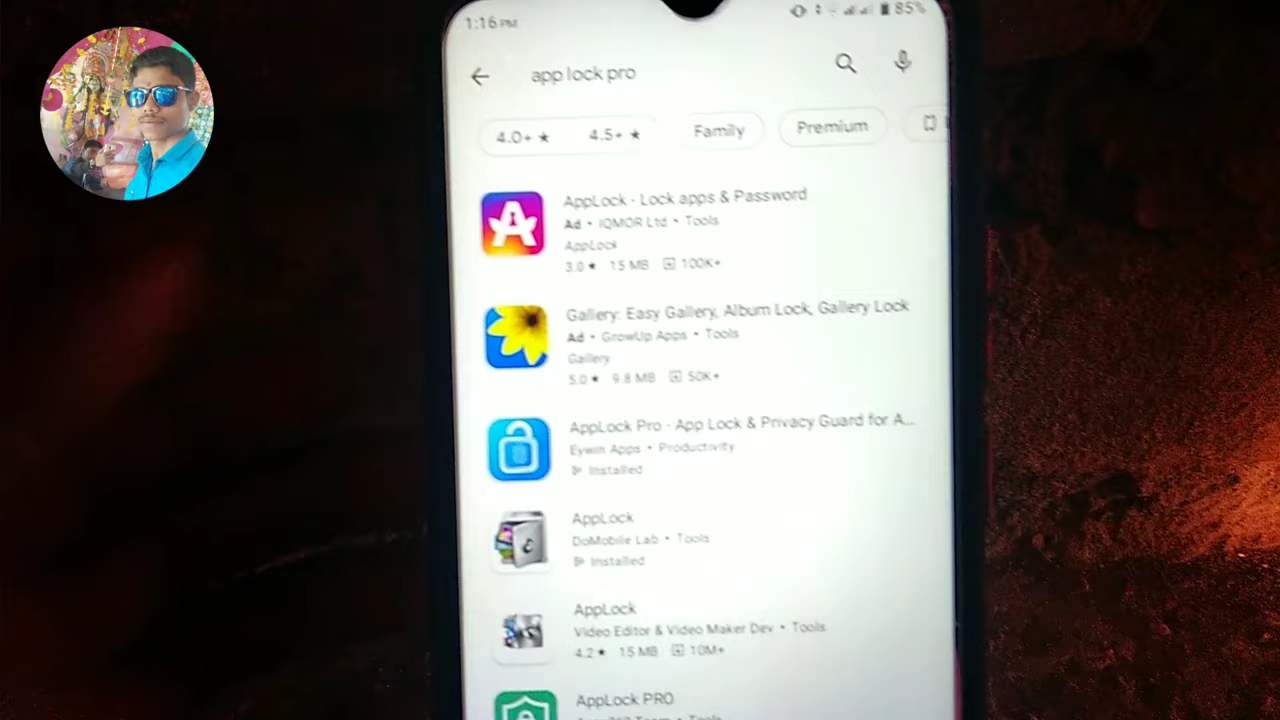 1:16 PM
85%
app lock pro
4.0+ ★ 4.5+ ★ Family Premium
AppLock - Lock apps & Password
Ad • IQMOR Ltd • Tools
AppLock
3.0 ★ 15 MB 100K+
Gallery: Easy Gallery, Album Lock, Gallery Lock
Ad • GrowUp Apps • Tools
Gallery
5.0 ★ 9.8 MB 50K+
AppLock Pro - App Lock & Privacy Guard for A...
Eywin Apps • Productivity
Installed
AppLock
DoMobile Lab • Tools
Installed
AppLock
Video Editor & Video Maker Dev • Tools
4.2 ★ 15 MB 10M+
AppLock PRO